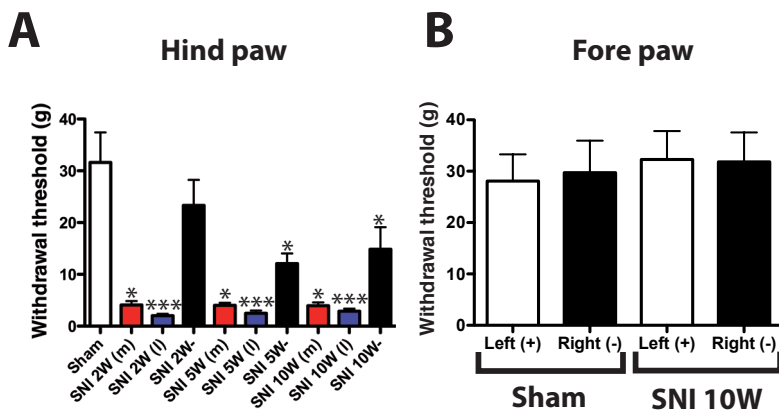 A
Hind paw
Withdrawal threshold (g)
40
30
20
10
0
*
***
*
***
*
*
***
*
Sham
SNI 2W (m)
SNI 2W (l)
SNI 2W-
SNI 5W (m)
SNI 5W (l)
SNI 5W-
SNI 10W (m)
SNI 10W (l)
SNI 10W-
B
Fore paw
Withdrawal threshold (g)
40
30
20
10
0
Left (+) Right (-) Left (+) Right (-)
Sham SNI 10W